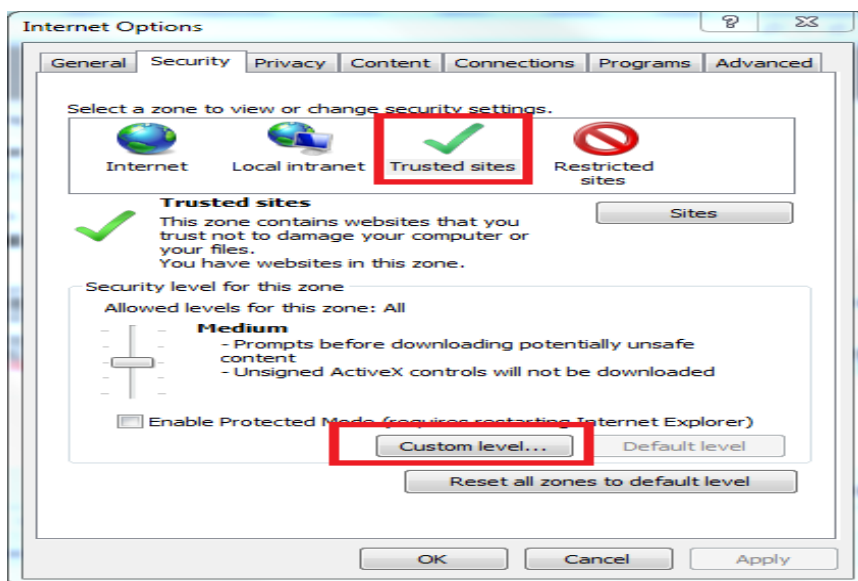 Internet Options
General Security Privacy Content Connections Programs Advanced
Select a zone to view or change security settings.
Internet Local intranet Trusted sites Restricted
sites
Trusted sites
Sites
This zone contains websites that you
trust not to damage your computer or
your files.
You have websites in this zone.
Security level for this zone
Allowed levels for this zone: All
Medium
- Prompts before downloading potentially unsafe
content
- Unsigned ActiveX controls will not be downloaded
Enable Protected Mode (requires restarting Internet Explorer)
Custom level... Default level
Reset all zones to default level
OK Cancel Apply